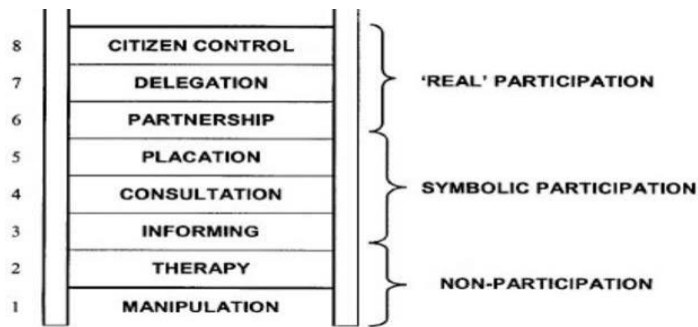 8 CITIZEN CONTROL
7 DELEGATION 'REAL' PARTICIPATION
6 PARTNERSHIP
5 PLACATION
4 CONSULTATION SYMBOLIC PARTICIPATION
3 INFORMING
2 THERAPY NON-PARTICIPATION
1 MANIPULATION